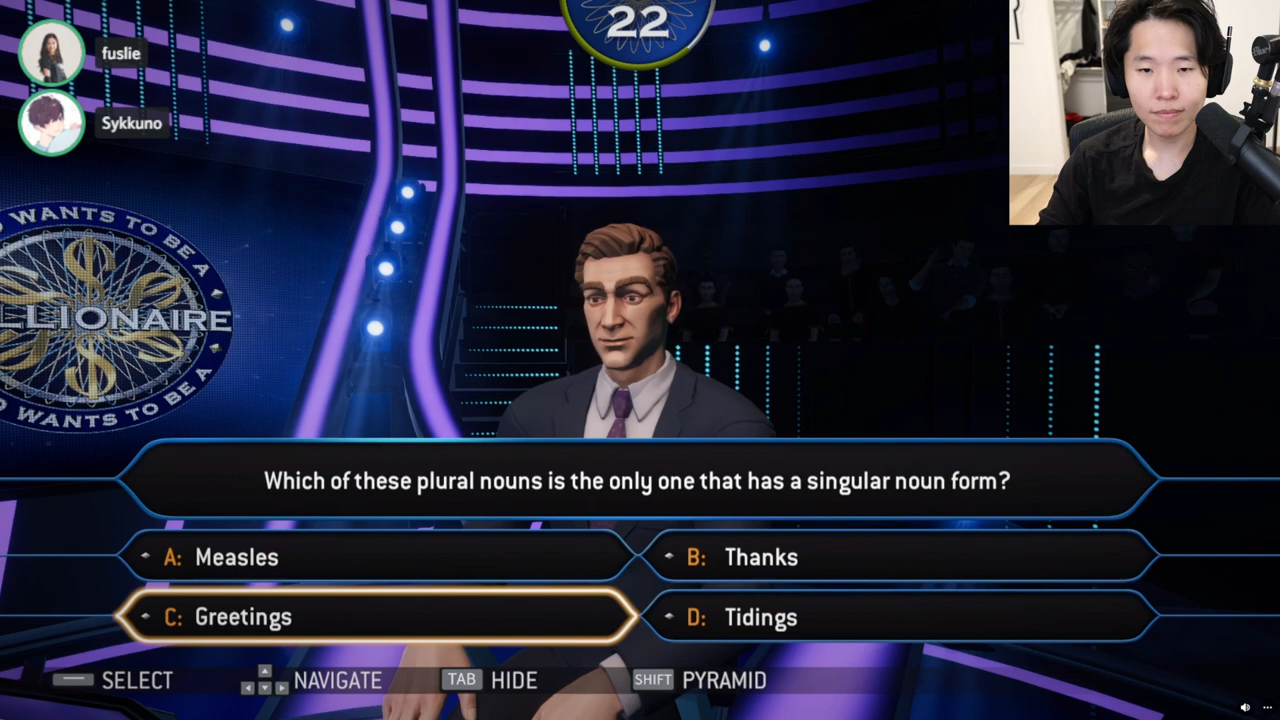 22
fuslie
Sykkuno
WANTS TO BE A
LLIONAIRE
WANTS TO BE A
Which of these plural nouns is the only one that has a singular noun form?
A: Measles
B: Thanks
C: Greetings
D: Tidings
SELECT
NAVIGATE
TAB HIDE
SHIFT PYRAMID